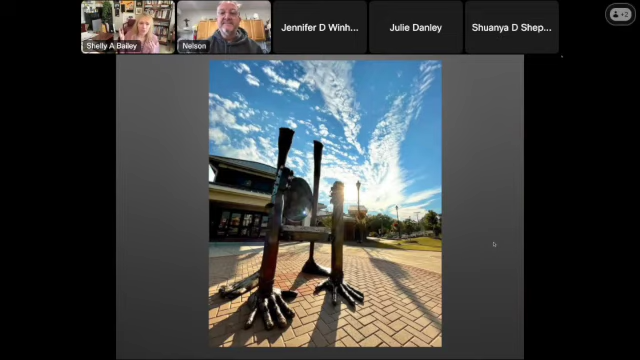 Shelly A Bailey
Nelson
Jennifer D Winh...
Julie Danley
Shuanya D Shep...
+2